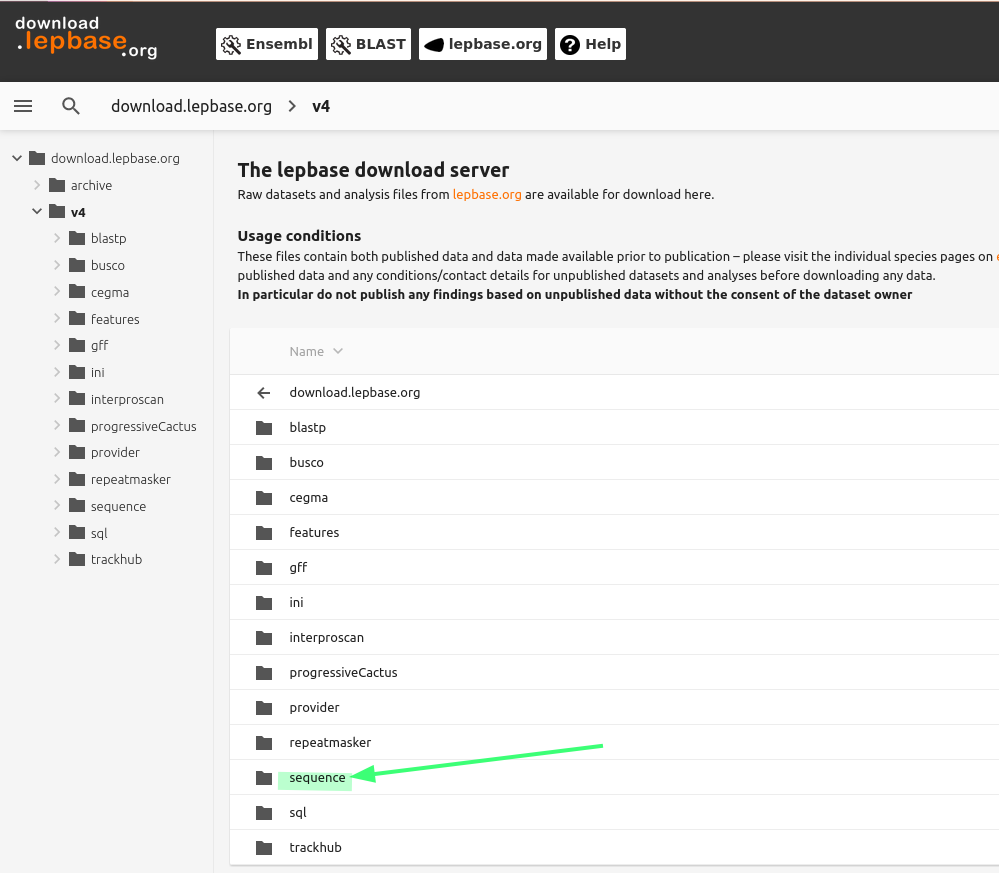 download
.lepbase.org
Ensembl
BLAST
lepbase.org
Help
download.lepbase.org > v4
download.lepbase.org
archive
v4
blastp
busco
cegma
features
gff
ini
interproscan
progressiveCactus
provider
repeatmasker
sequence
sql
trackhub
The lepbase download server
Raw datasets and analysis files from lepbase.org are available for download here.
Usage conditions
These files contain both published data and data made available prior to publication – please visit the individual species pages on
published data and any conditions/contact details for unpublished datasets and analyses before downloading any data.
In particular do not publish any findings based on unpublished data without the consent of the dataset owner
Name
download.lepbase.org
blastp
busco
cegma
features
gff
ini
interproscan
progressiveCactus
provider
repeatmasker
sequence
sql
trackhub